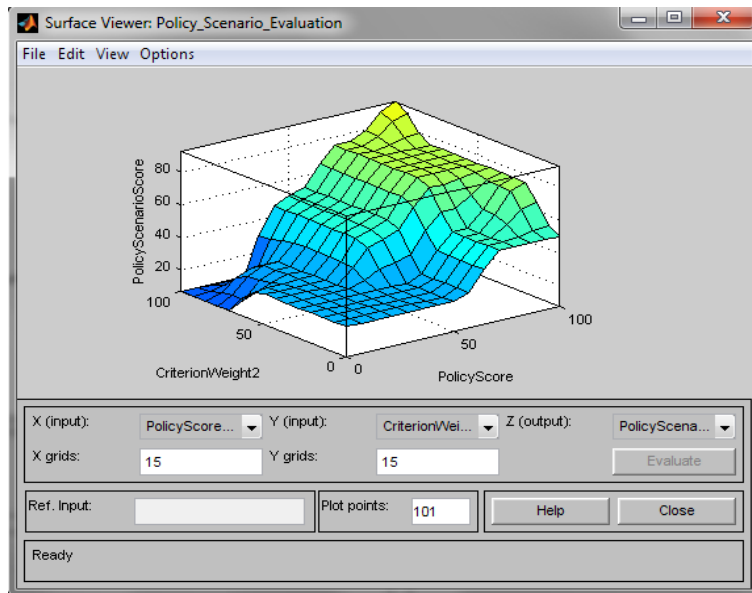 Surface Viewer: Policy_Scenario_Evaluation
File Edit View Options
PolicyScenarioScore
80
60
40
20
100
50
0
0
50
100
CriterionWeight2
PolicyScore
X (input): PolicyScore... Y (input): CriterionWei... Z (output): PolicyScena...
X grids: 15 Y grids: 15 Evaluate
Ref. Input: Plot points: 101 Help Close
Ready